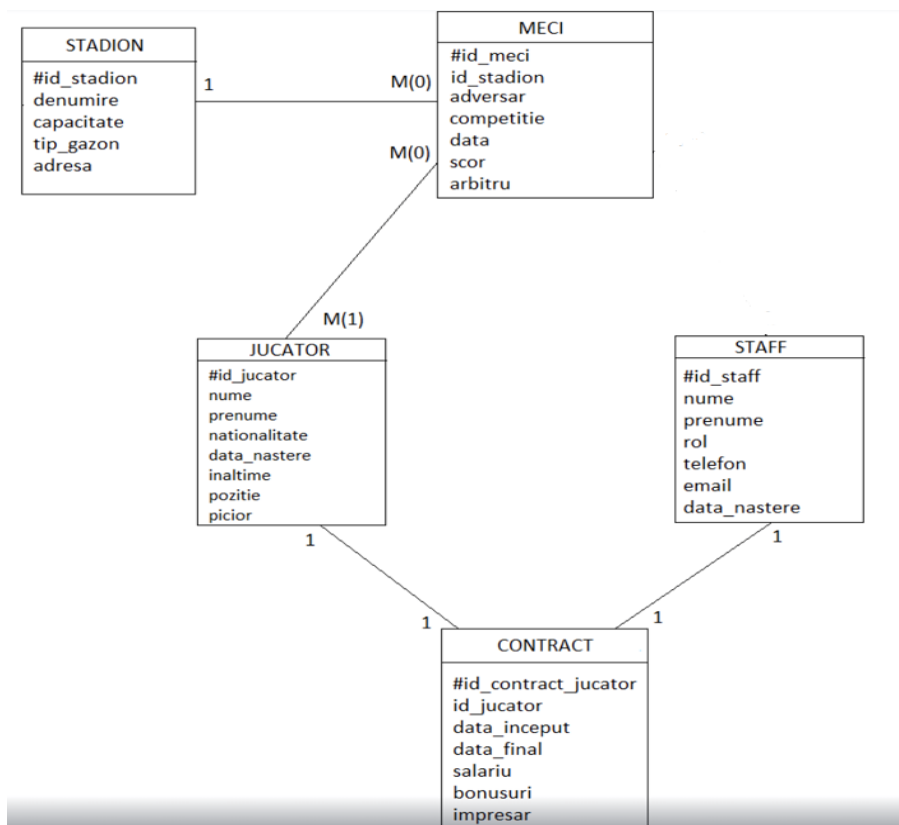 STADION
#id_stadion
denumire
capacitate
tip_gazon
adresa
1
M(0)
MECI
#id_meci
id_stadion
adversar
competitie
data
scor
arbitru
M(0)
M(1)
JUCATOR
#id_jucator
nume
prenume
nationalitate
data_nastere
inaltime
pozitie
picior
STAFF
#id_staff
nume
prenume
rol
telefon
email
data_nastere
1
1
1
1
CONTRACT
#id_contract_jucator
id_jucator
data_inceput
data_final
salariu
bonusuri
impresar